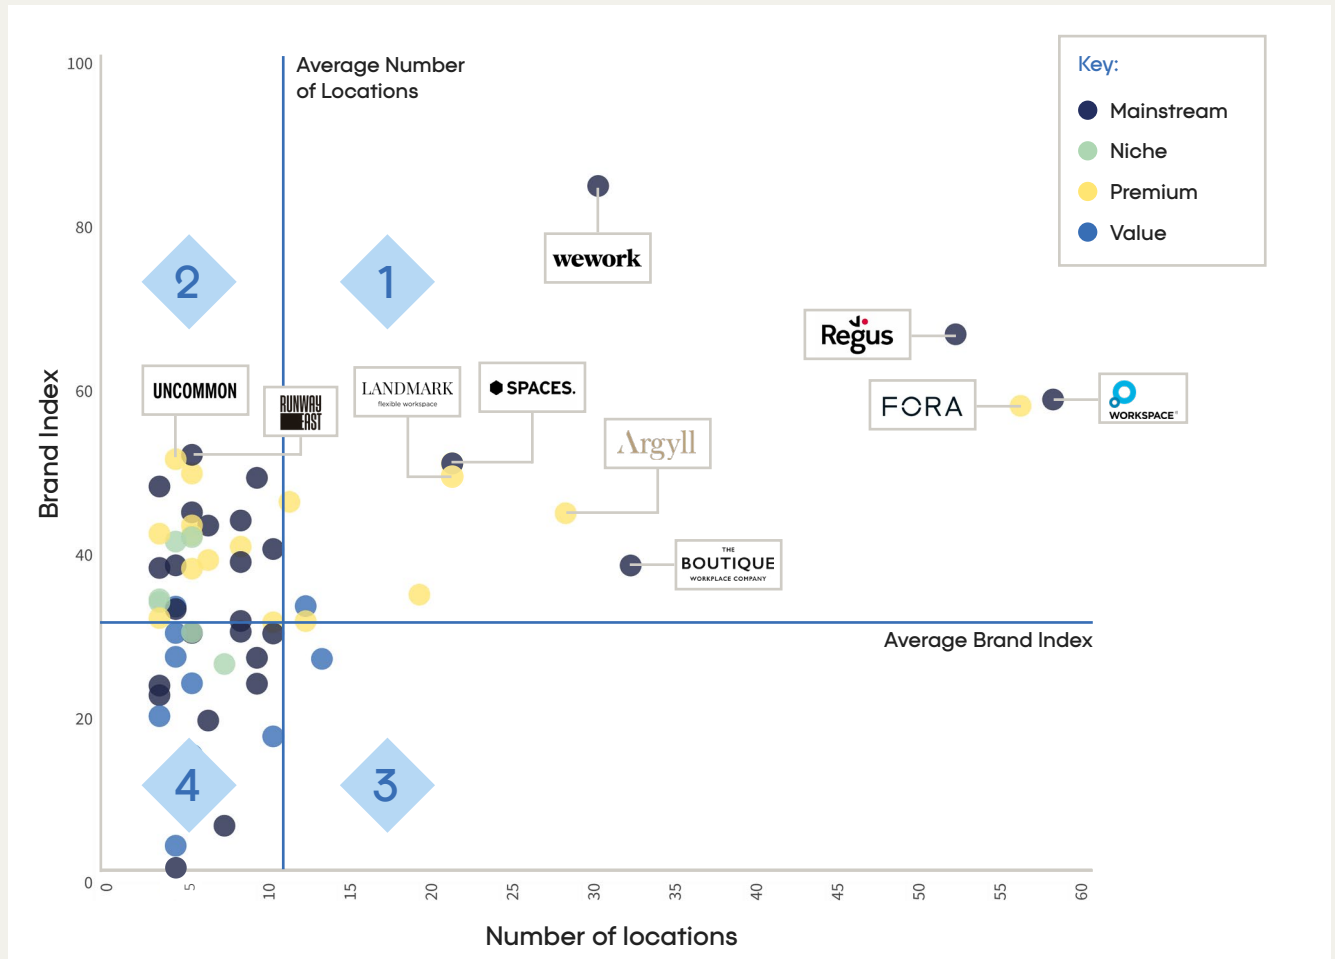 100
80
60
40
20
0
Brand Index
Average Number
of Locations
Key:
Mainstream
Niche
Premium
Value
2
1
wework
Regus
UNCOMMON
RUNWAY
EAST
LANDMARK
flexible workspace
SPACES.
FORA
WORKSPACE®
Argyll
THE
BOUTIQUE
WORKPLACE COMPANY
Average Brand Index
4
3
0
5
10
15
20
25
30
35
40
45
50
55
60
Number of locations